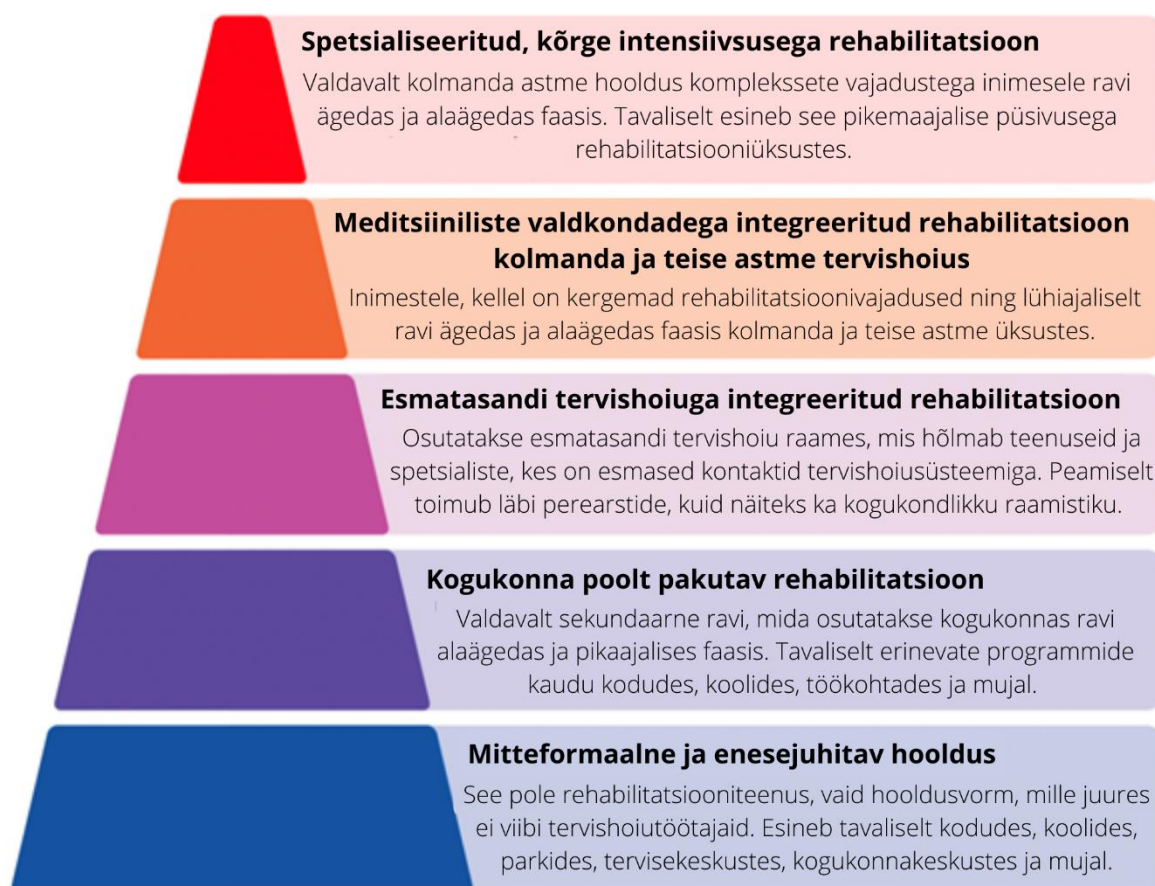 Spetsialiseeritud, kõrge intensiivsusega rehabilitatsioon
Valdavalt kolmanda astme hooldus komplekssete vajadustega inimesele ravi
ägedas ja alaägedas faasis. Tavaliselt esineb see pikemaajalise püsivusega
rehabilitatsiooniüksustes.
Meditsiiniliste valdkondadega integreeritud rehabilitatsioon
kolmanda ja teise astme tervishoius
Inimestele, kellel on kergemad rehabilitatsioonivajadused ning lühiajaliselt
ravi ägedas ja alaägedas faasis kolmanda ja teise astme üksustes.
Esmatasandi tervishoiuga integreeritud rehabilitatsioon
Osutatakse esmatasandi tervishoiu raames, mis hõlmab teenuseid ja
spetsialiste, kes on esmased kontaktid tervishoiusüsteemiga. Peamiselt
toimub läbi perearstide, kuid näiteks ka kogukondlikku raamistiku.
Kogukonna poolt pakutav rehabilitatsioon
Valdavalt sekundaarne ravi, mida osutatakse kogukonnas ravi
alaägedas ja pikaajalises faasis. Tavaliselt erinevate programmide
kaudu kodudes, koolides, töökohtades ja mujal.
Mitteformaalne ja enesejuhitav hooldus
See pole rehabilitatsiooniteenus, vaid hooldusvorm, mille juures
ei viibi tervishoiutöötajaid. Esineb tavaliselt kodudes, koolides,
parkides, tervisekeskustes, kogukonnakeskustes ja mujal.